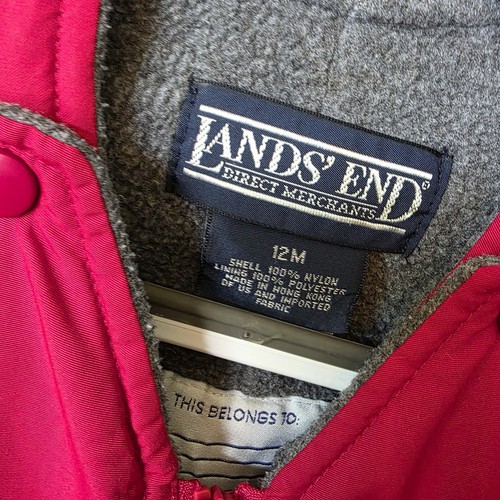 LANDS' END®
DIRECT MERCHANTS
12M
SHELL 100% NYLON
LINING 100% POLYESTER
MADE IN HONG KONG
OF US AND IMPORTED
FABRIC
THIS BELONGS TO: